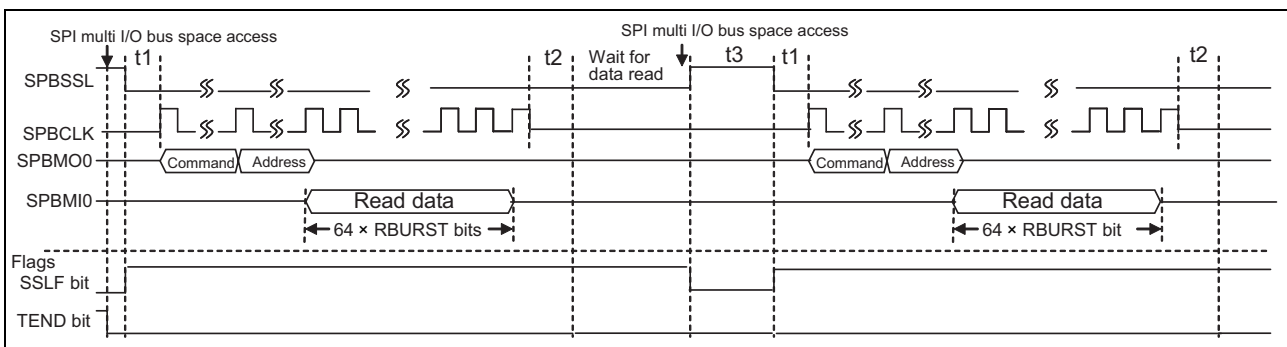 SPI multi I/O bus space access
SPI multi I/O bus space access
t1
t2
Wait for
data read
t3
t1
t2
SPBSSL
SPBCLK
SPBMO0
Command
Address
Command
Address
SPBMI0
Read data
Read data
64 × RBURST bits
64 × RBURST bit
Flags
SSLF bit
TEND bit